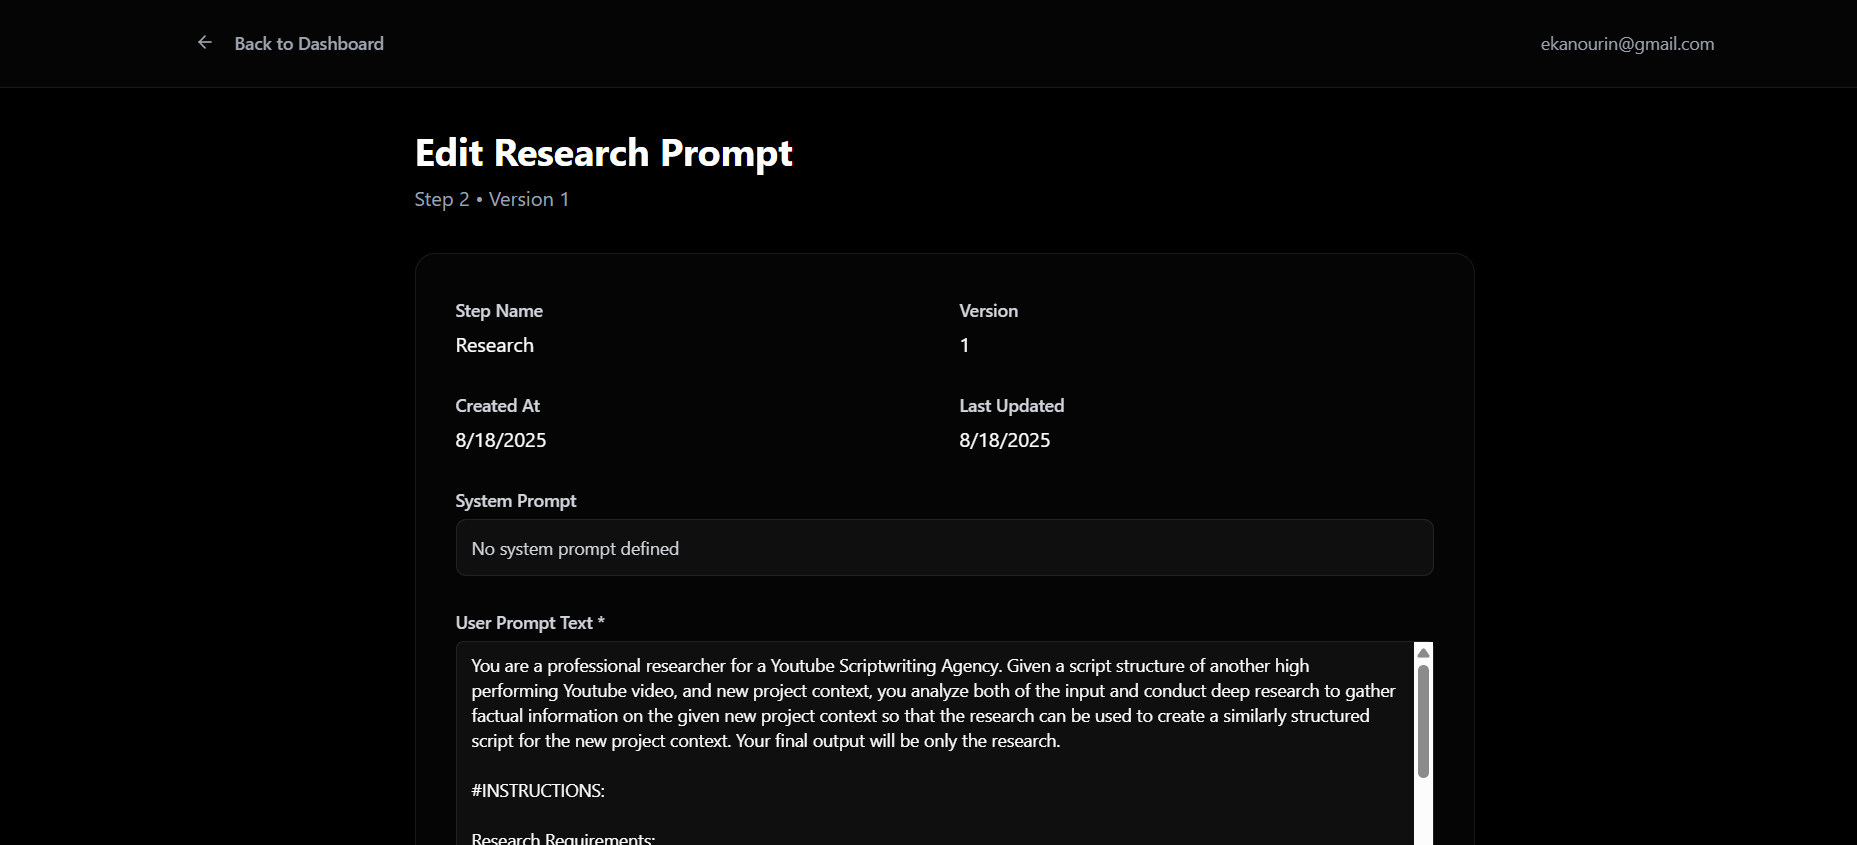 Back to Dashboard
ekanourin@gmail.com
Edit Research Prompt
Step 2 • Version 1
Step Name
Research
Version
1
Created At
8/18/2025
Last Updated
8/18/2025
System Prompt
No system prompt defined
User Prompt Text *
You are a professional researcher for a Youtube Scriptwriting Agency. Given a script structure of another high
performing Youtube video, and new project context, you analyze both of the input and conduct deep research to gather
factual information on the given new project context so that the research can be used to create a similarly structured
script for the new project context. Your final output will be only the research.
#INSTRUCTIONS:
Research Requirements: